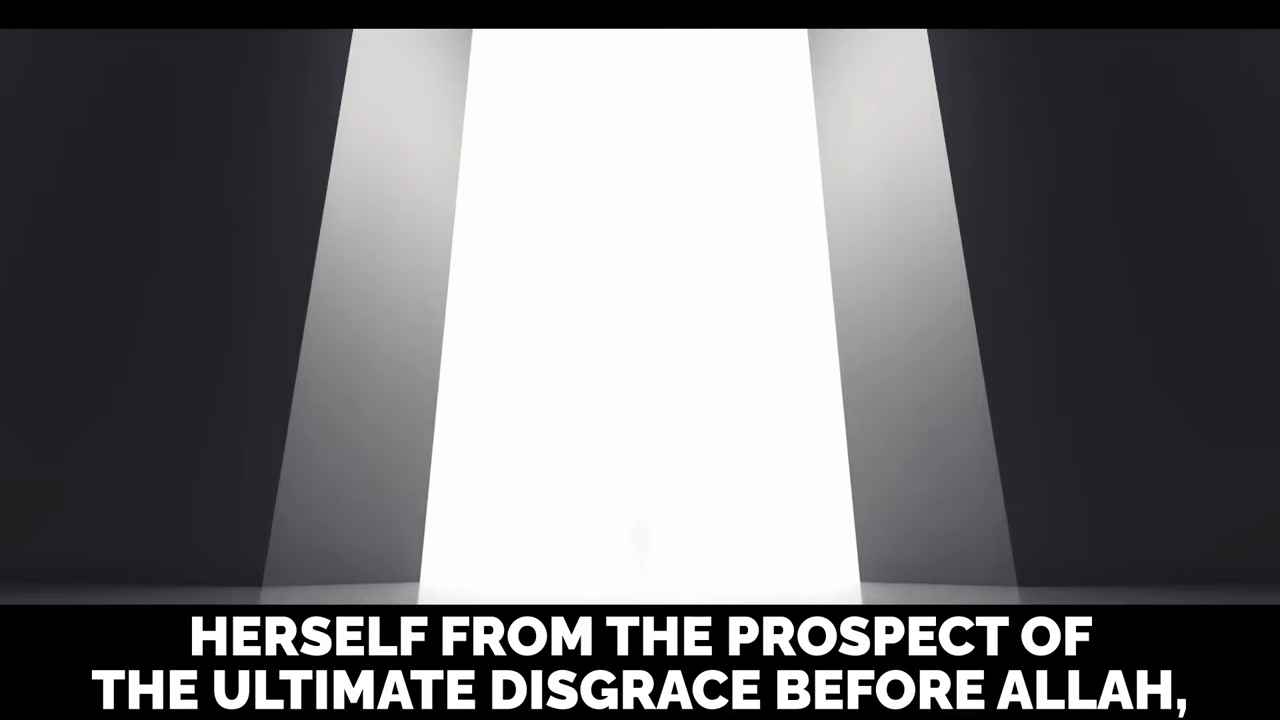 HERSELF FROM THE PROSPECT OF
THE ULTIMATE DISGRACE BEFORE ALLAH,